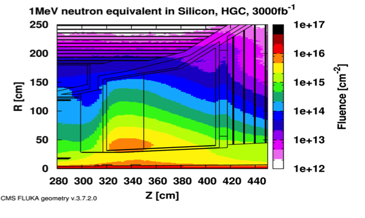 1MeV neutron equivalent in Silicon, HGC, 3000fb⁻¹
250
200
150
100
50
0
R [cm]
280 300 320 340 360 380 400 420 440
Z [cm]
1e+17
1e+16
1e+15
1e+14
1e+13
1e+12
Fluence [cm⁻²]
CMS FLUKA geometry v.3.7.2.0